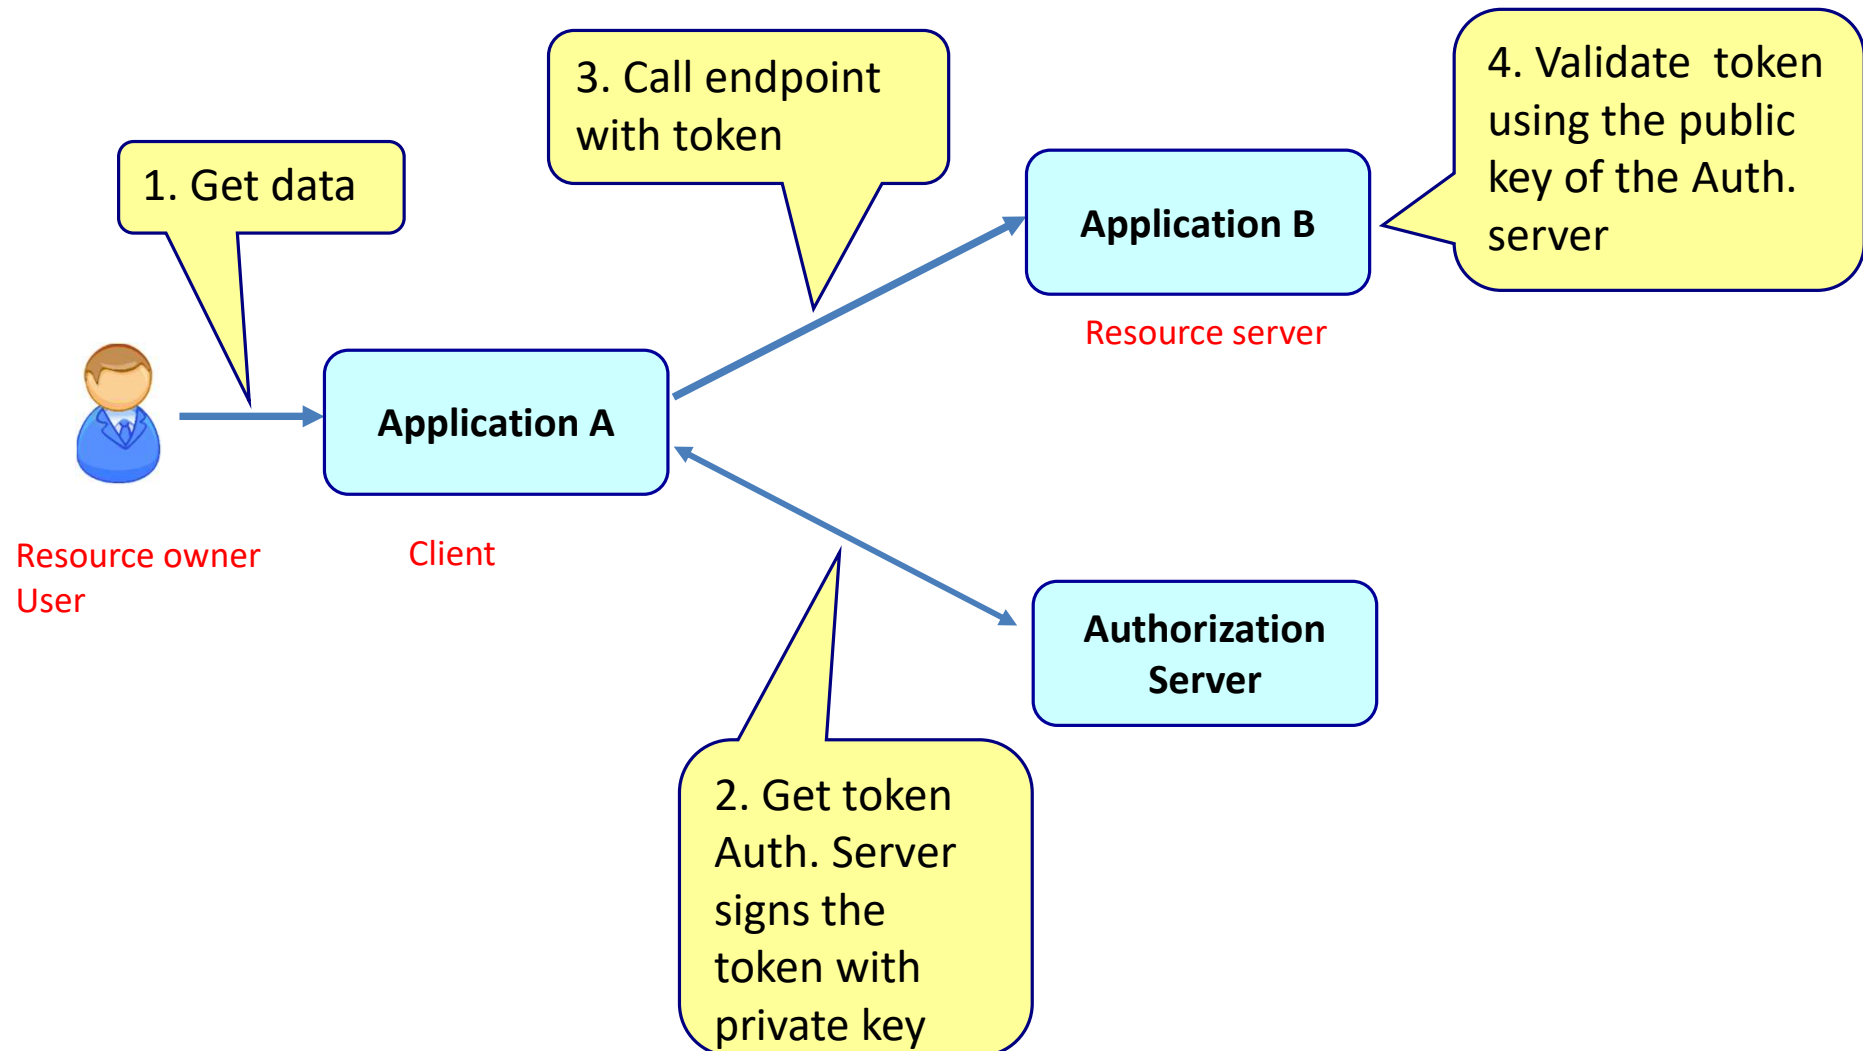 1. Get data
3. Call endpoint
with token
4. Validate  token
using the public
key of the Auth.
server
Application B
Resource server
Application A
Resource owner
User
Client
Authorization
Server
2. Get token
Auth. Server
signs the
token with
private key